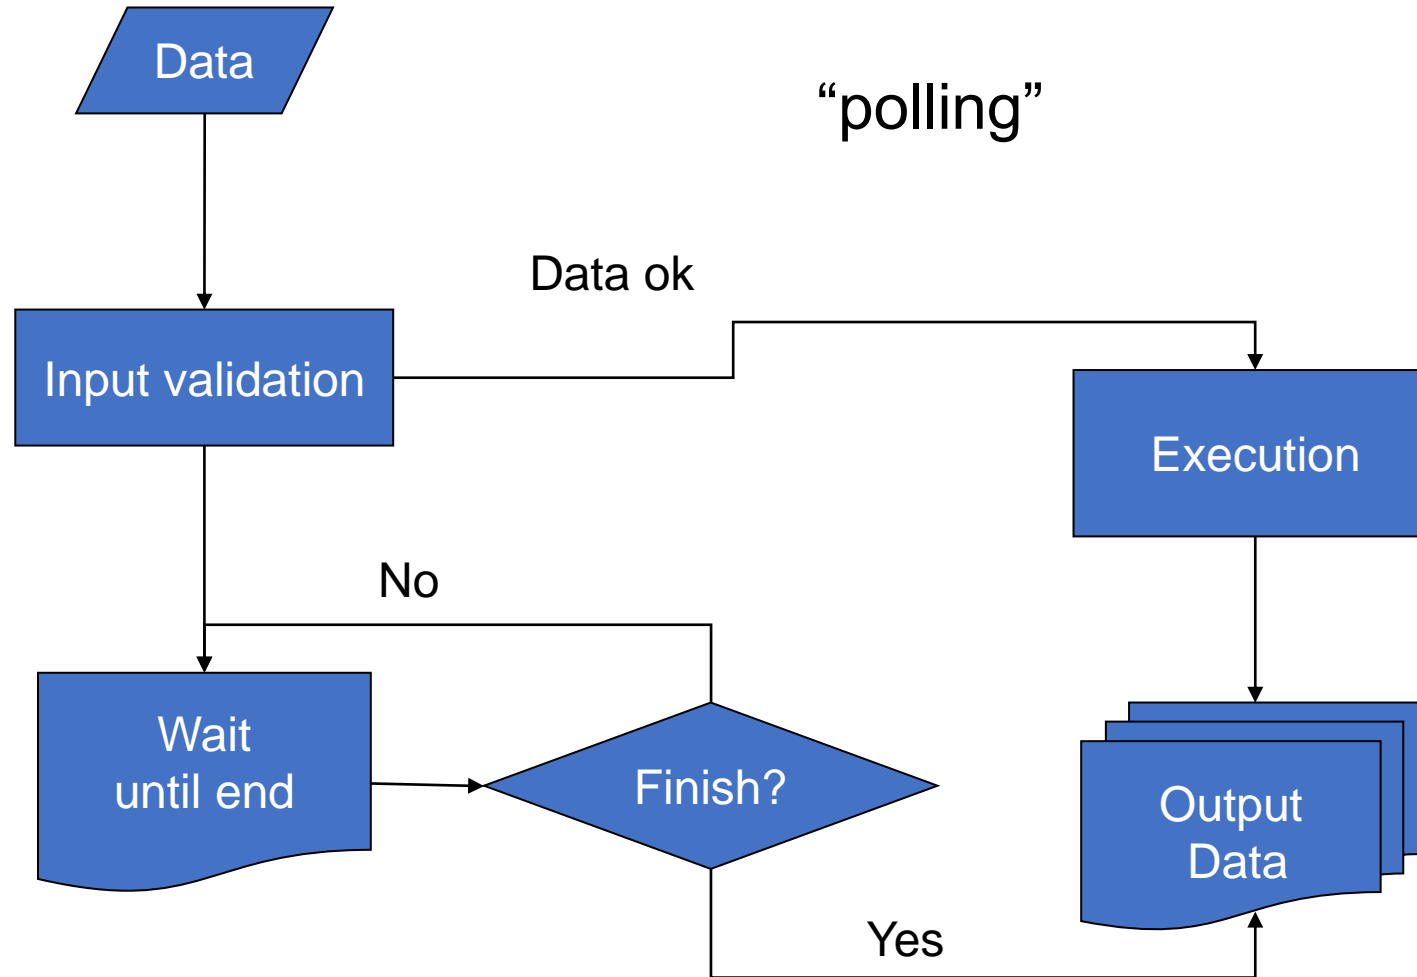 Data
“polling”
Data ok
Input validation
Execution
No
Wait
until end
Finish?
Output
Data
Yes